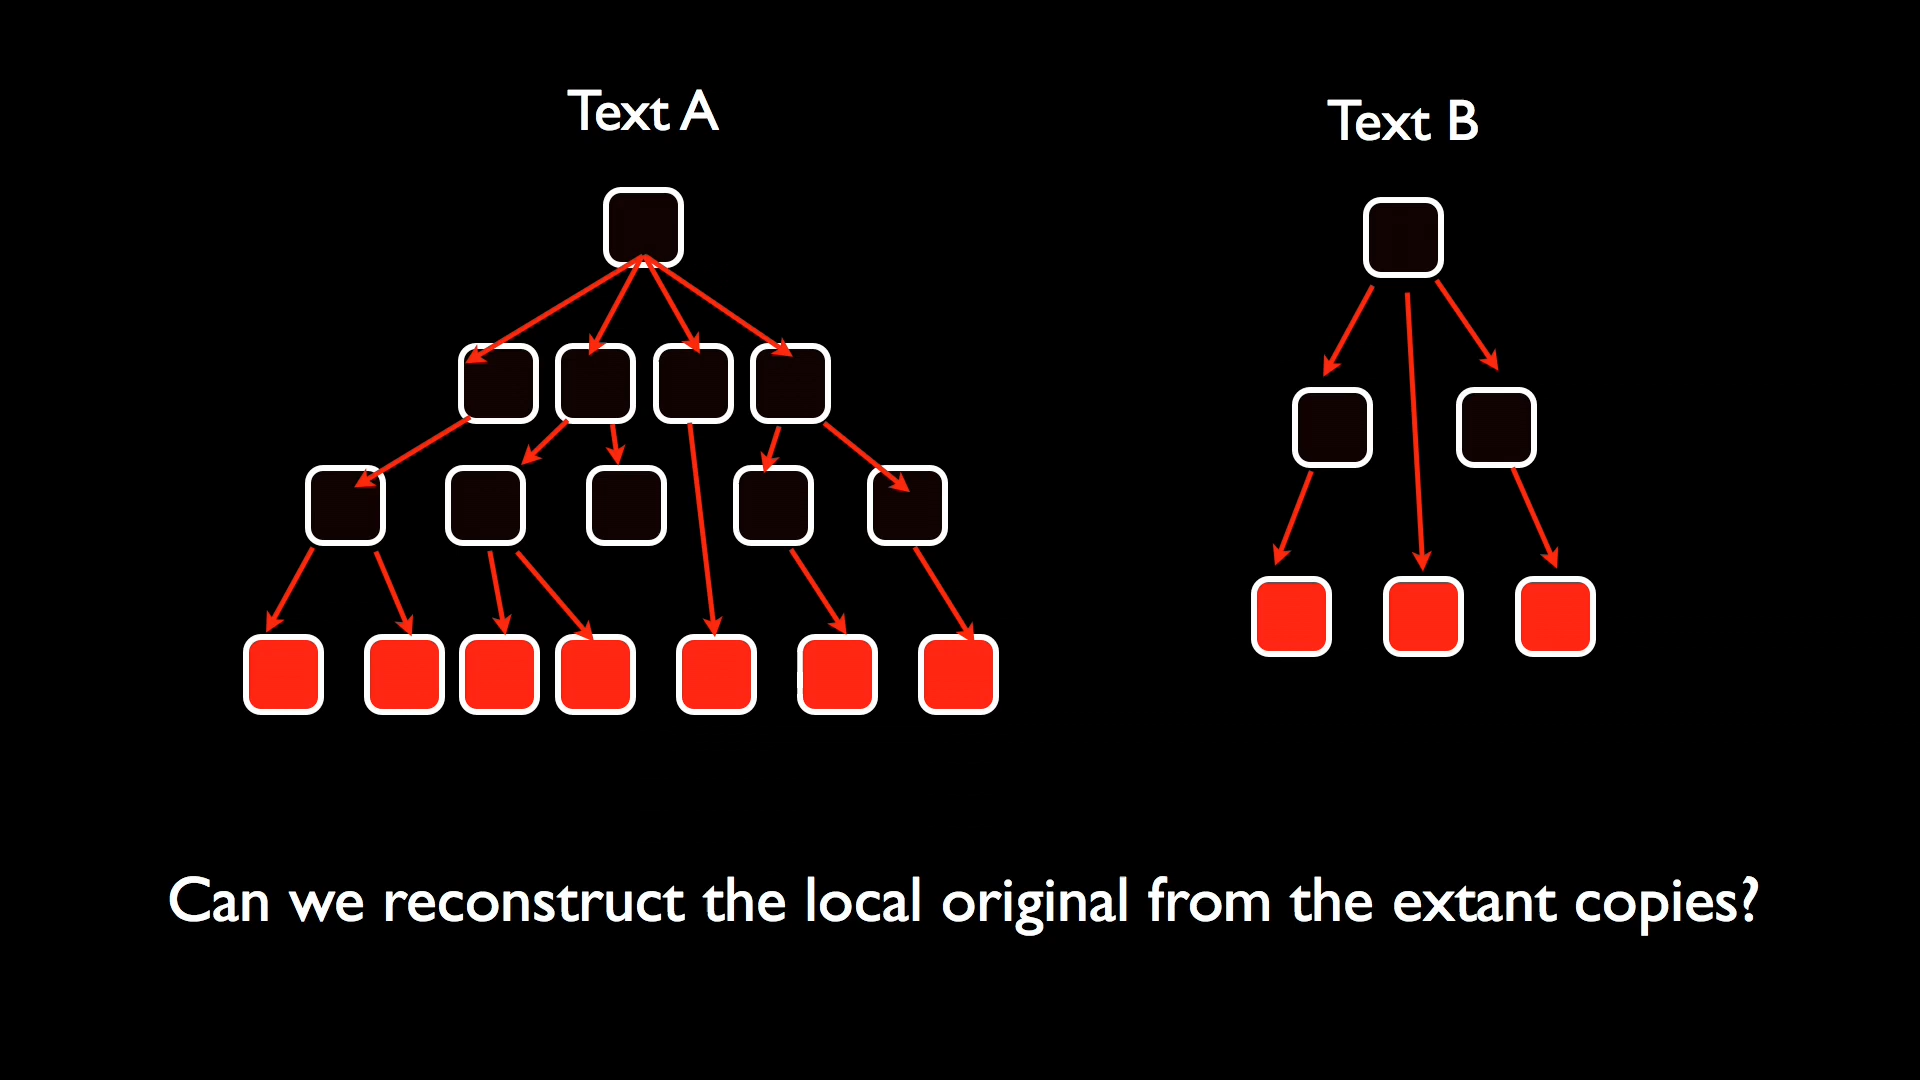 Text A
Text B
Can we reconstruct the local original from the extant copies?